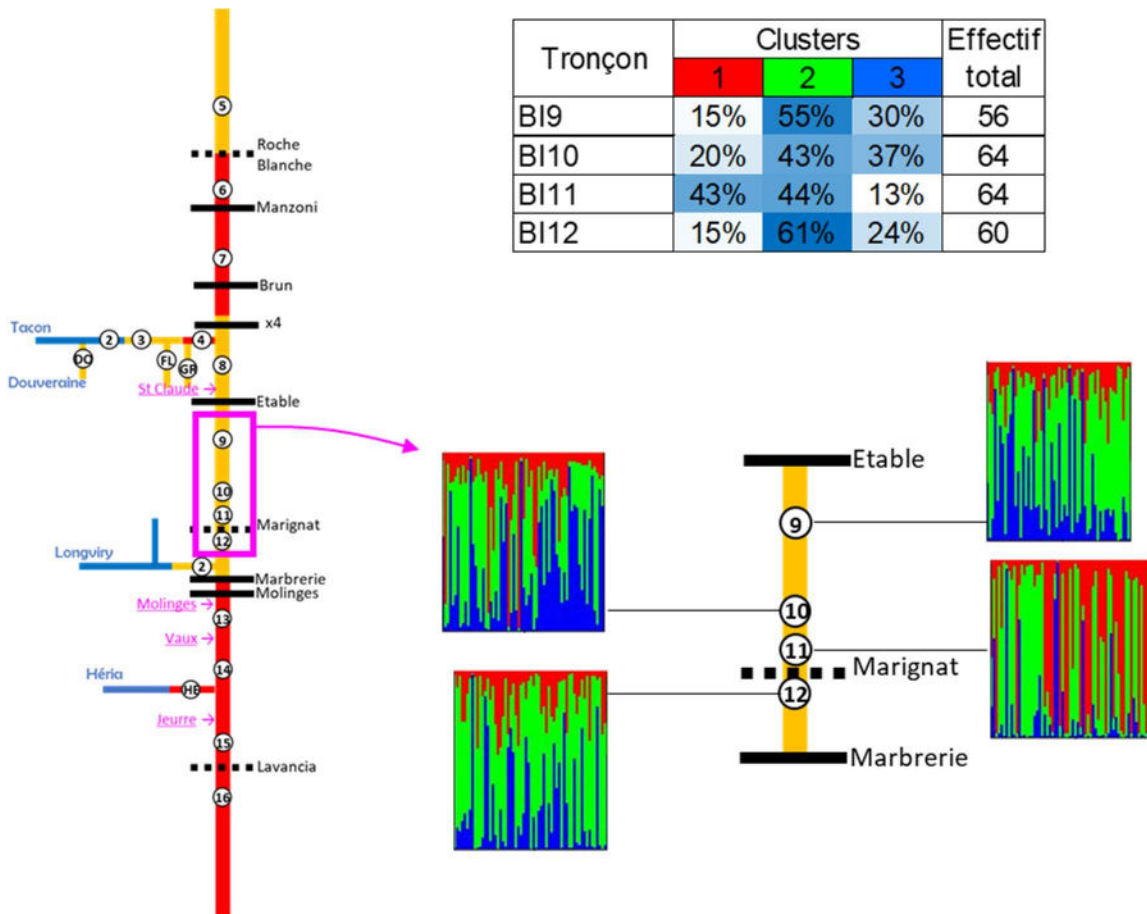 Tronçon
Clusters
Effectif
total
1 2 3
BI9 15% 55% 30% 56
BI10 20% 43% 37% 64
BI11 43% 44% 13% 64
BI12 15% 61% 24% 60
5
Roche
Blanche
6
Manzoni
7
Brun
x4
Tacon
2 3 4
DO FL GR
8
Douveraine
St Claude →
Etable
9
10
11
Marignat
12
Longviry
2
Marbrerie
Molinges
Molinges →
13
Vaux →
14
Héria
HE
Jeurre →
15
Lavancia
16
Etable
9
10
11
Marignat
12
Marbrerie